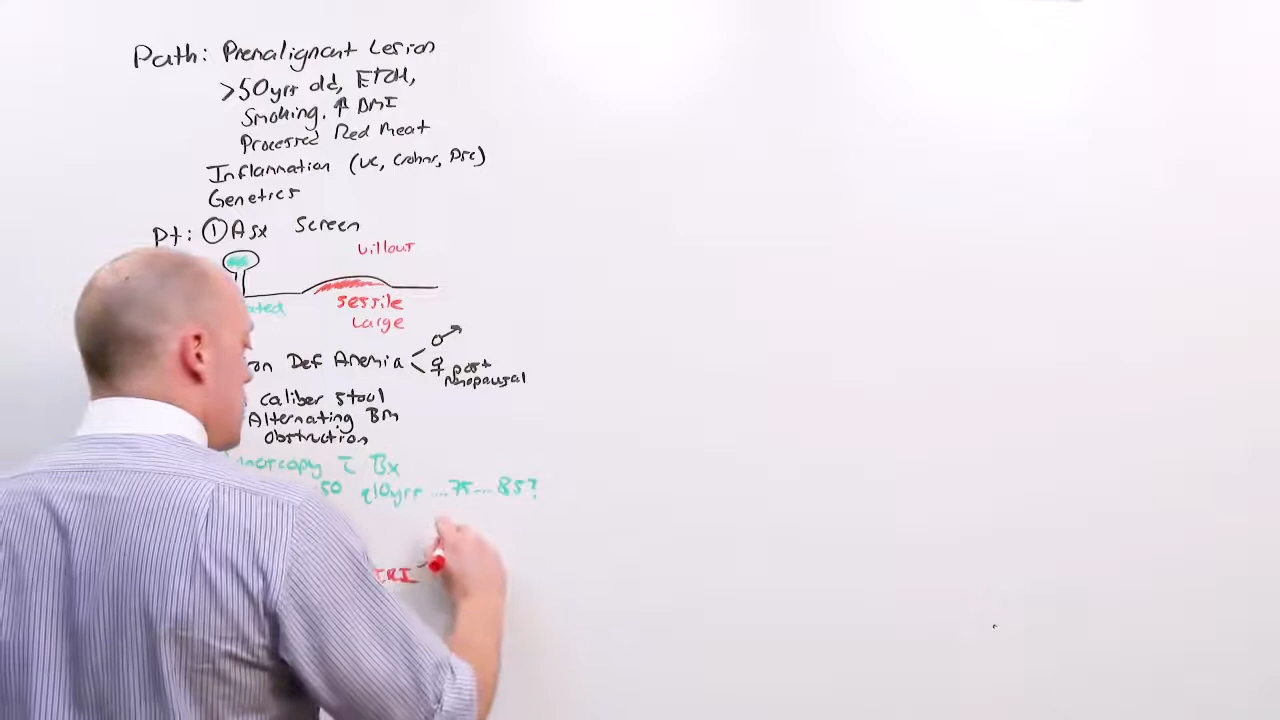 Path: Premalignant Lesion
>50yrs old, EtOH,
Smoking, ↑ BMI
Processed Red Meat
Inflammation (UC, Crohns, PSC)
Genetics
Pt: ① Asx Screen
Villous
ated
sessile
Large
on Def Anemia ♂
♀ post
menopausal
caliber stool
Alternating BM
Obstruction
noscopy c̄ Bx
50 q10yrs ....75....85?